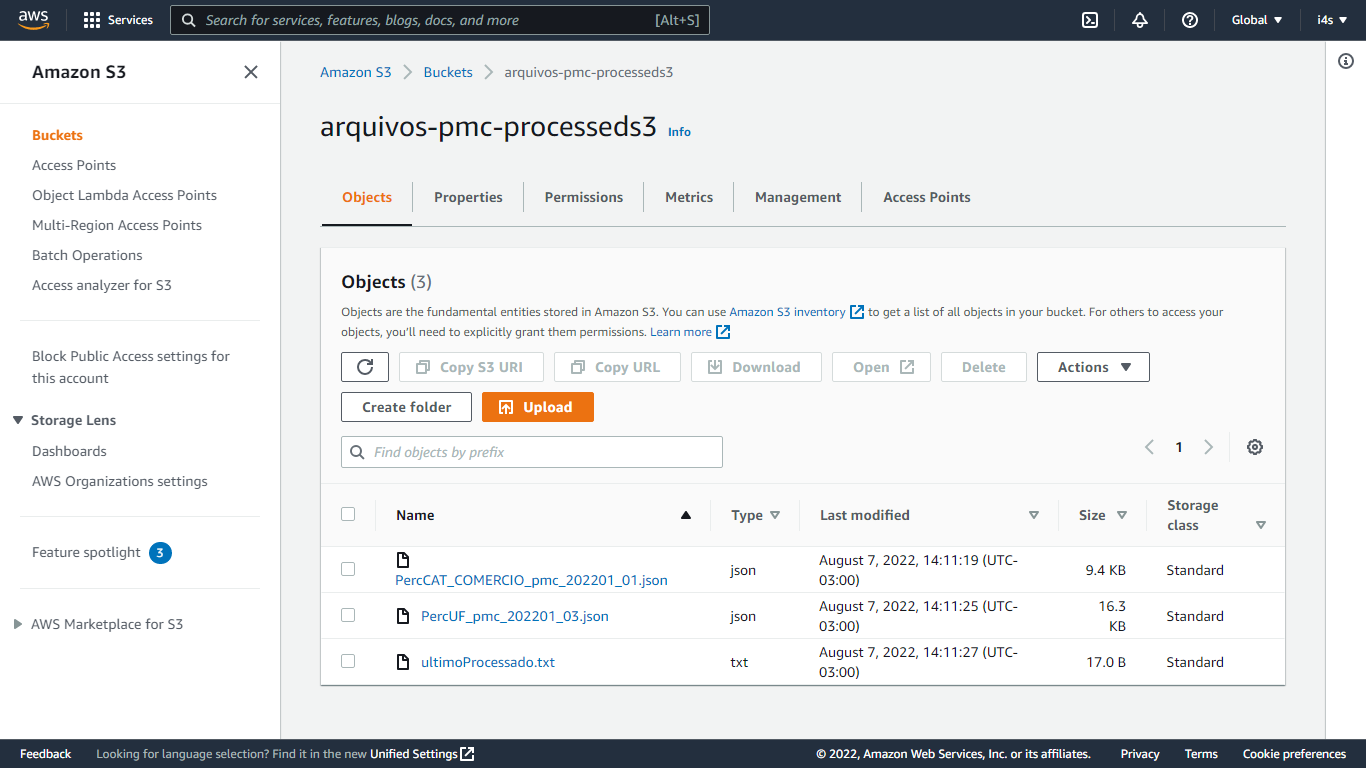 aws
Services
Search for services, features, blogs, docs, and more
[Alt+S]
Global
i4s
Amazon S3
Buckets
Access Points
Object Lambda Access Points
Multi-Region Access Points
Batch Operations
Access analyzer for S3
Block Public Access settings for
this account
Storage Lens
Dashboards
AWS Organizations settings
Feature spotlight 3
AWS Marketplace for S3
Amazon S3 > Buckets > arquivos-pmc-processeds3
arquivos-pmc-processeds3 Info
Objects Properties Permissions Metrics Management Access Points
Objects (3)
Objects are the fundamental entities stored in Amazon S3. You can use Amazon S3 inventory to get a list of all objects in your bucket. For others to access your
objects, you'll need to explicitly grant them permissions. Learn more
Copy S3 URI Copy URL Download Open Delete Actions
Create folder Upload
Find objects by prefix
1
Name Type Last modified Size Storage
class
PercCAT_COMERCIO_pmc_202201_01.json json August 7, 2022, 14:11:19 (UTC-
03:00) 9.4 KB Standard
PercUF_pmc_202201_03.json json August 7, 2022, 14:11:25 (UTC-
03:00) 16.3
KB Standard
ultimoProcessado.txt txt August 7, 2022, 14:11:27 (UTC-
03:00) 17.0 B Standard
Feedback Looking for language selection? Find it in the new Unified Settings © 2022, Amazon Web Services, Inc. or its affiliates. Privacy Terms Cookie preferences